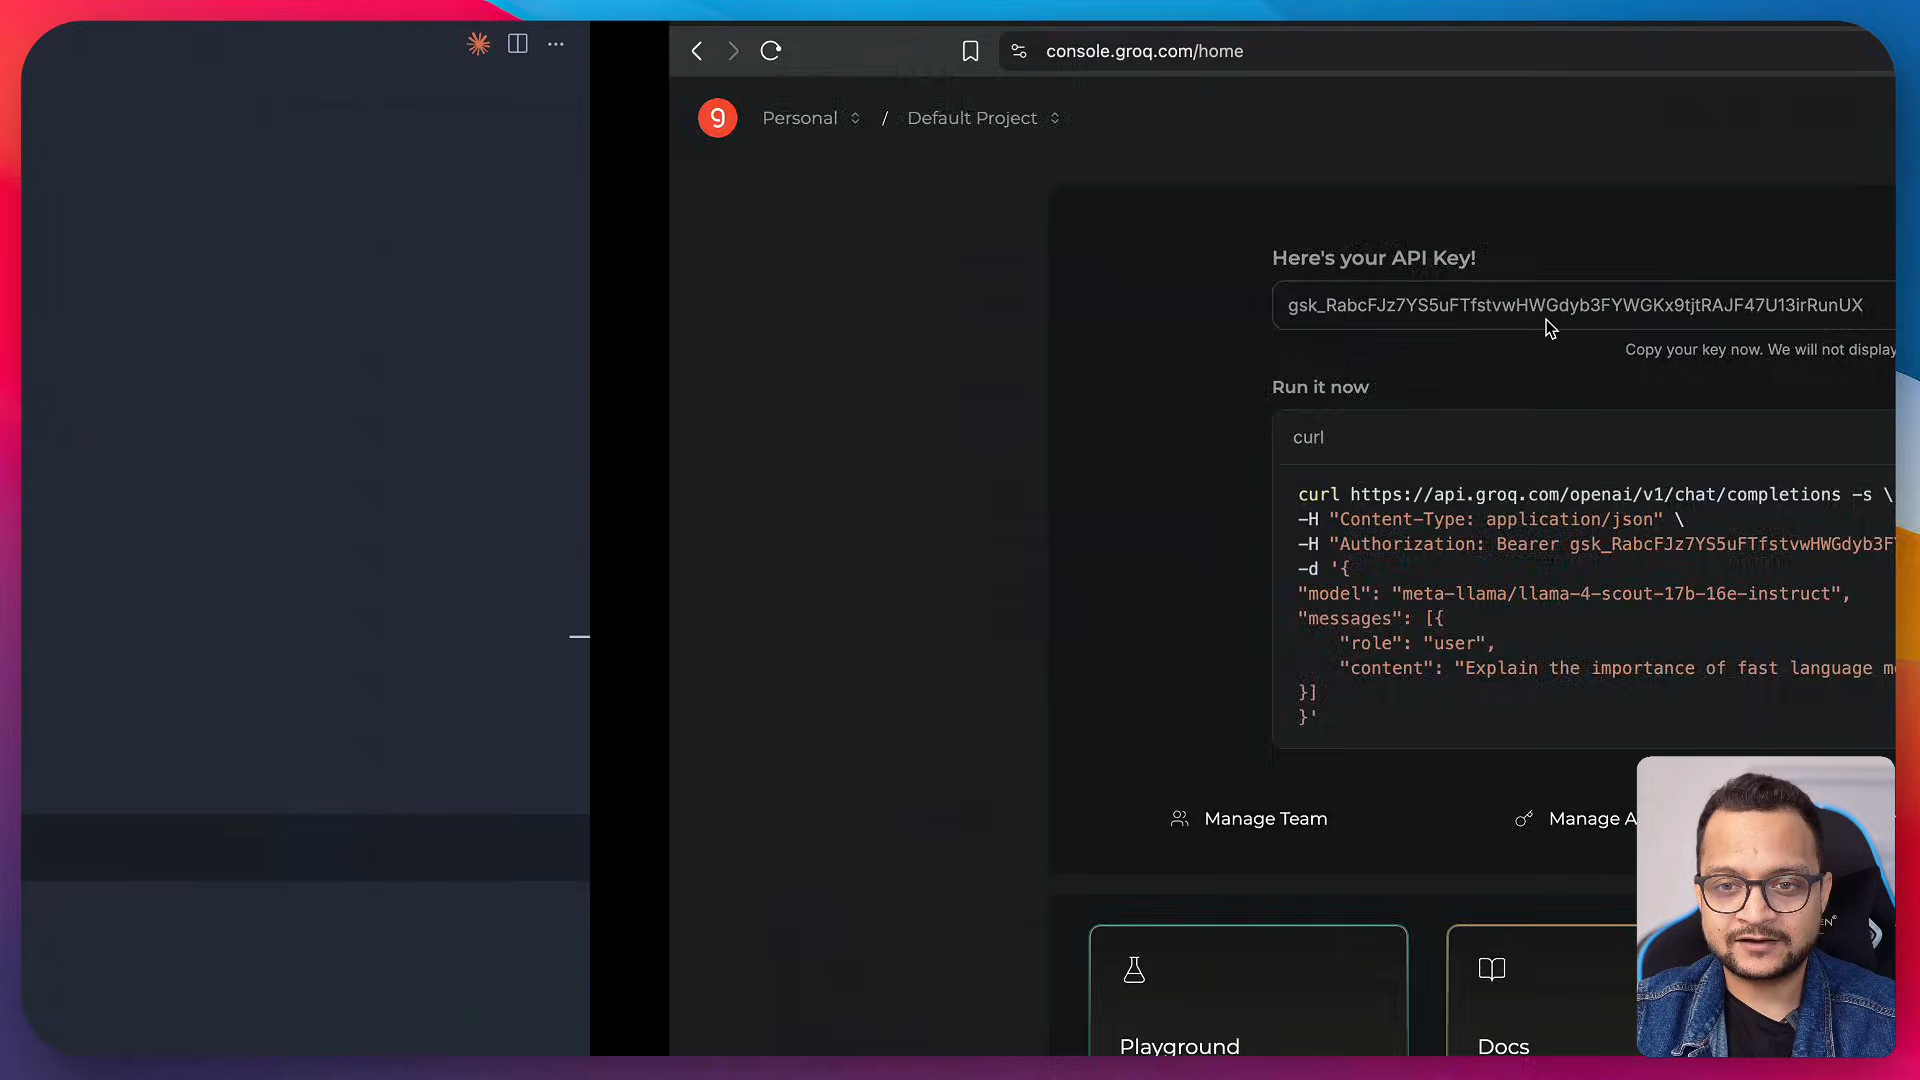 console.groq.com/home
g
Personal / Default Project
Here's your API Key!
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
Copy your key now. We will not display
Run it now
curl
curl https://api.groq.com/openai/v1/chat/completions -s \
-H "Content-Type: application/json" \
-H "Authorization: Bearer gsk_RabcFJz7YS5uFTfstvwHWGdyb3F
-d '{
"model": "meta-llama/llama-4-scout-17b-16e-instruct",
"messages": [{
"role": "user",
"content": "Explain the importance of fast language m
}]
}'
Manage Team
Manage A
Playground
Docs